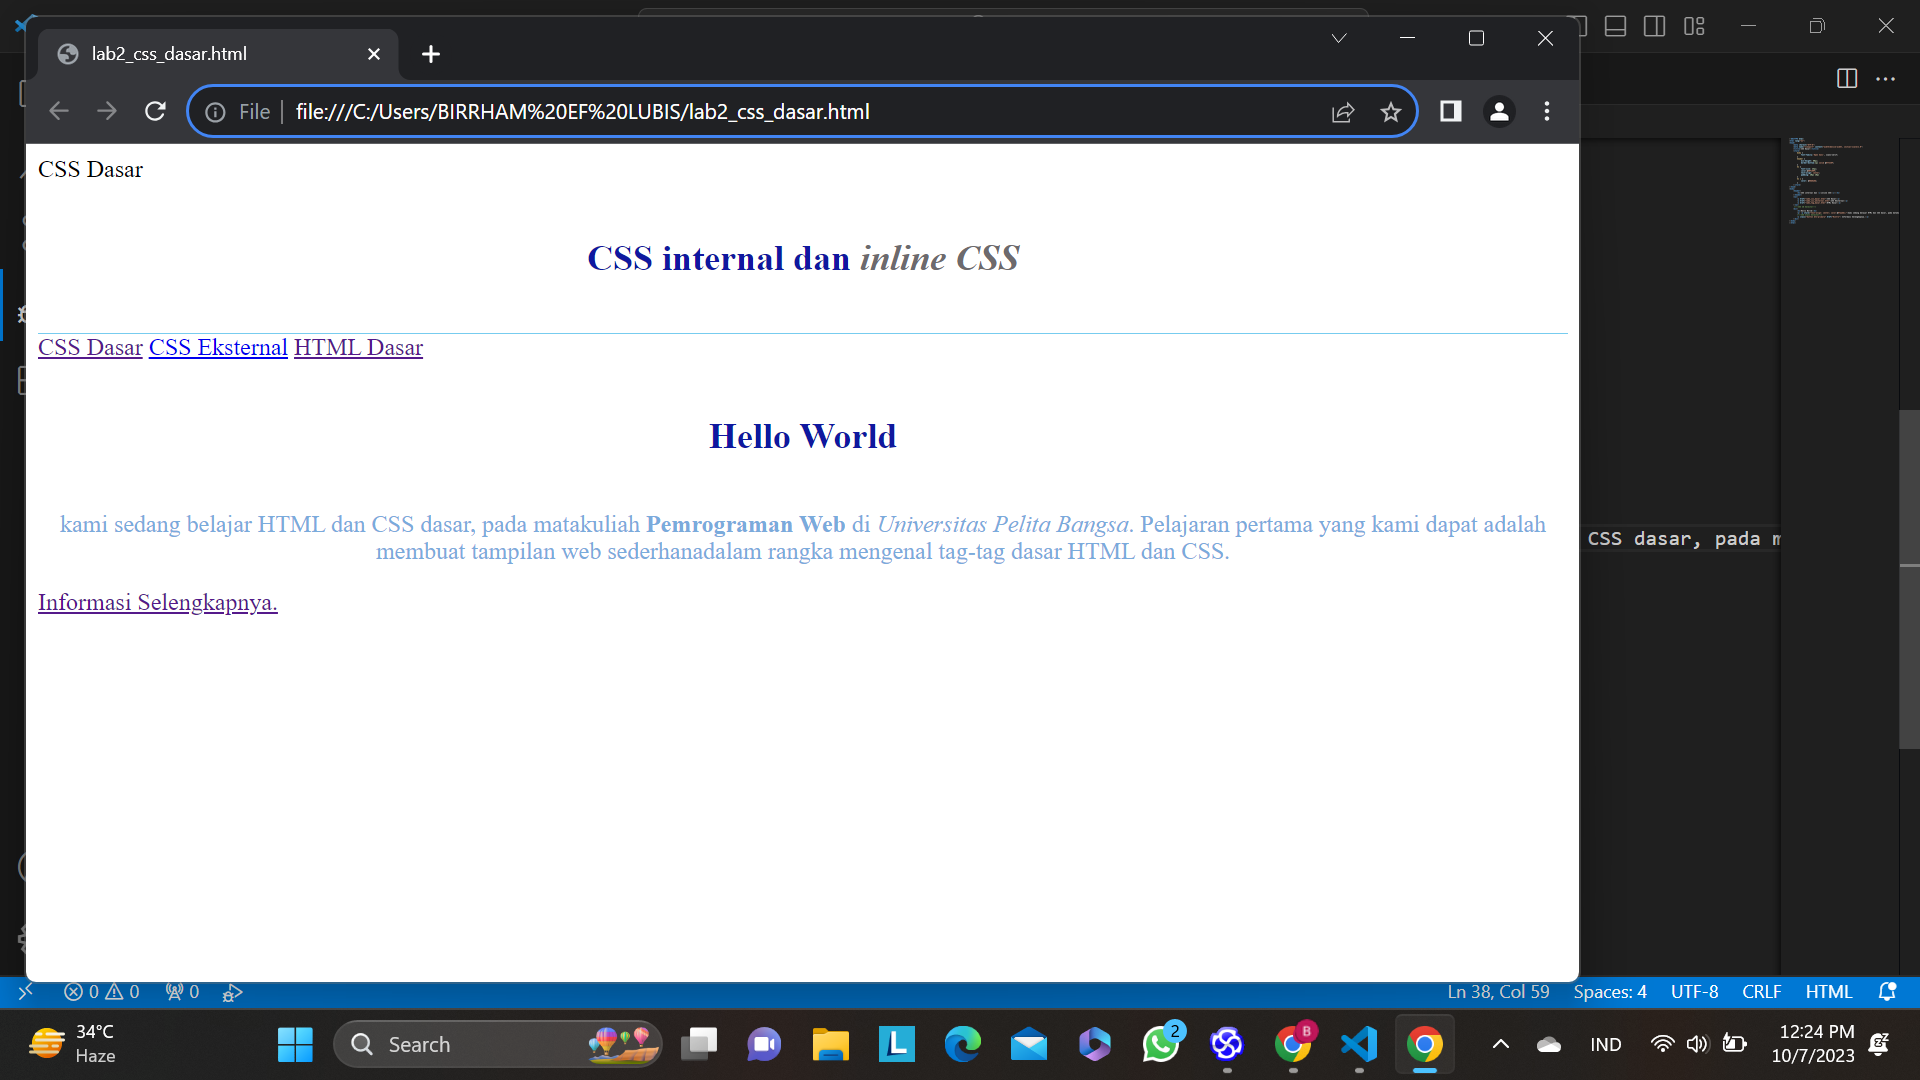 lab2_css_dasar.html
File file:///C:/Users/BIRRHAM%20EF%20LUBIS/lab2_css_dasar.html
CSS Dasar
CSS internal dan inline CSS
CSS Dasar CSS Eksternal HTML Dasar
Hello World
kami sedang belajar HTML dan CSS dasar, pada matakuliah Pemrograman Web di Universitas Pelita Bangsa. Pelajaran pertama yang kami dapat adalah
membuat tampilan web sederhanadalam rangka mengenal tag-tag dasar HTML dan CSS.
Informasi Selengkapnya.
CSS dasar, pada m
0 0 0 Ln 38, Col 59 Spaces: 4 UTF-8 CRLF HTML
34°C
Haze
Search
L
2
B
IND
12:24 PM
10/7/2023